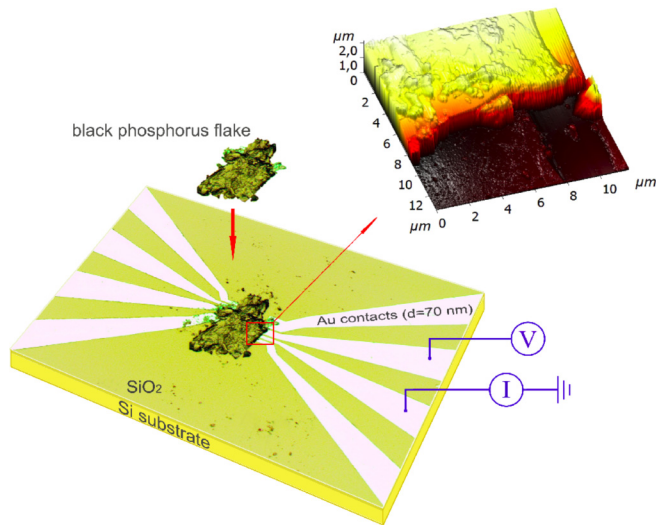 µm
2,0
1,0
0
2
4
6
8
10
12
µm
0
2
4
6
8
10
µm
black phosphorus flake
Au contacts (d=70 nm)
V
I
SiO2
Si substrate